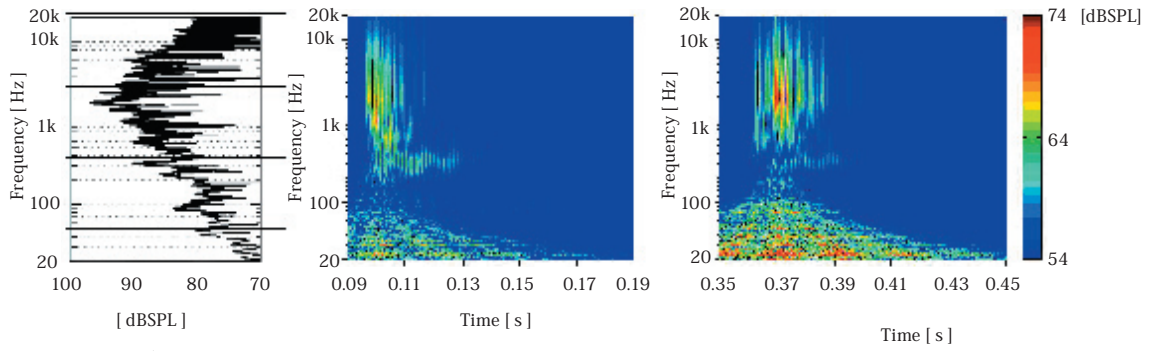 20k
10k
1k
100
20
Frequency [ Hz ]
100 90 80 70
[ dBSPL ]
20k
10k
1k
100
20
Frequency [ Hz ]
0.09 0.11 0.13 0.15 0.17 0.19
Time [ s ]
20k
10k
1k
100
20
Frequency [ Hz ]
0.35 0.37 0.39 0.41 0.43 0.45
Time [ s ]
74 [dBSPL]
64
54